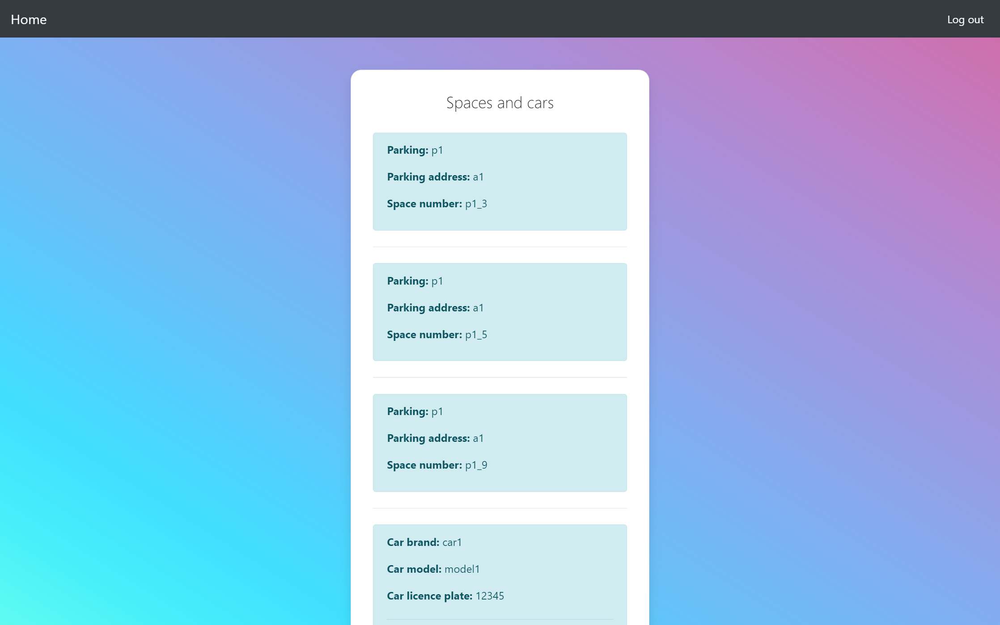 Home
Log out
Spaces and cars
Parking: p1
Parking address: a1
Space number: p1_3
Parking: p1
Parking address: a1
Space number: p1_5
Parking: p1
Parking address: a1
Space number: p1_9
Car brand: car1
Car model: model1
Car licence plate: 12345